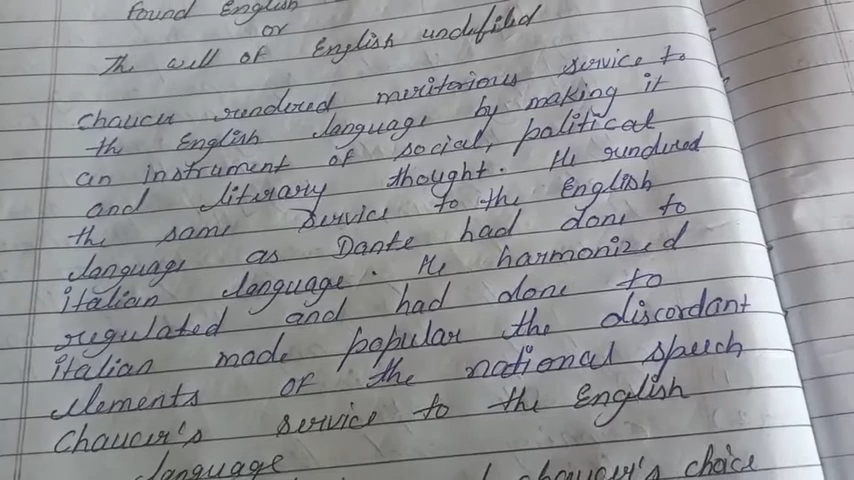 found English
or
The well of English undefiled
Chaucer rendered meritorious service to
the English language by making it
an instrument of social, political
and literary thought. He rendered
the same service to the English
language as Dante had done to
italian language. He harmonized
regulated and had done to
italian made popular the discordant
elements of the national speech
Chaucer's service to the English
language
chaucer's choice